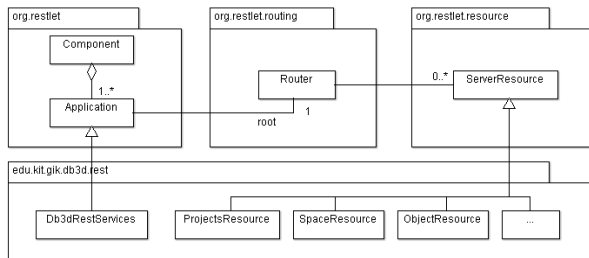 org.restlet
org.restlet.routing
org.restlet.resource
Component
1..*
Application
Router
0..*
ServerResource
root
1
edu.kit.gik.db3d.rest
Db3dRestServices
ProjectsResource
SpaceResource
ObjectResource
...